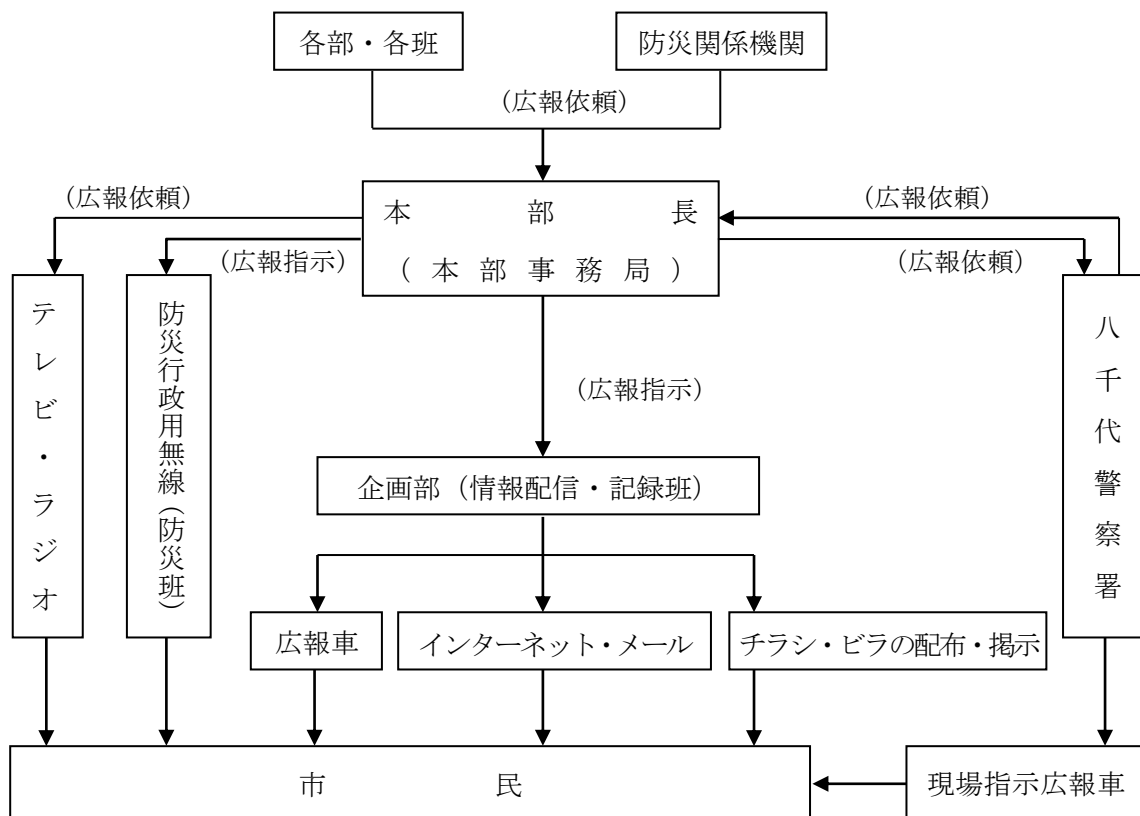 各部・各班
防災関係機関
（広報依頼）
（広報依頼）
本部長
（広報依頼）
（広報指示）
（本部事務局）
（広報依頼）
テレビ・ラジオ
防災行政用無線（防災班）
八千代警察署
（広報指示）
企画部（情報配信・記録班）
広報車
インターネット・メール
チラシ・ビラの配布・掲示
市民
現場指示広報車